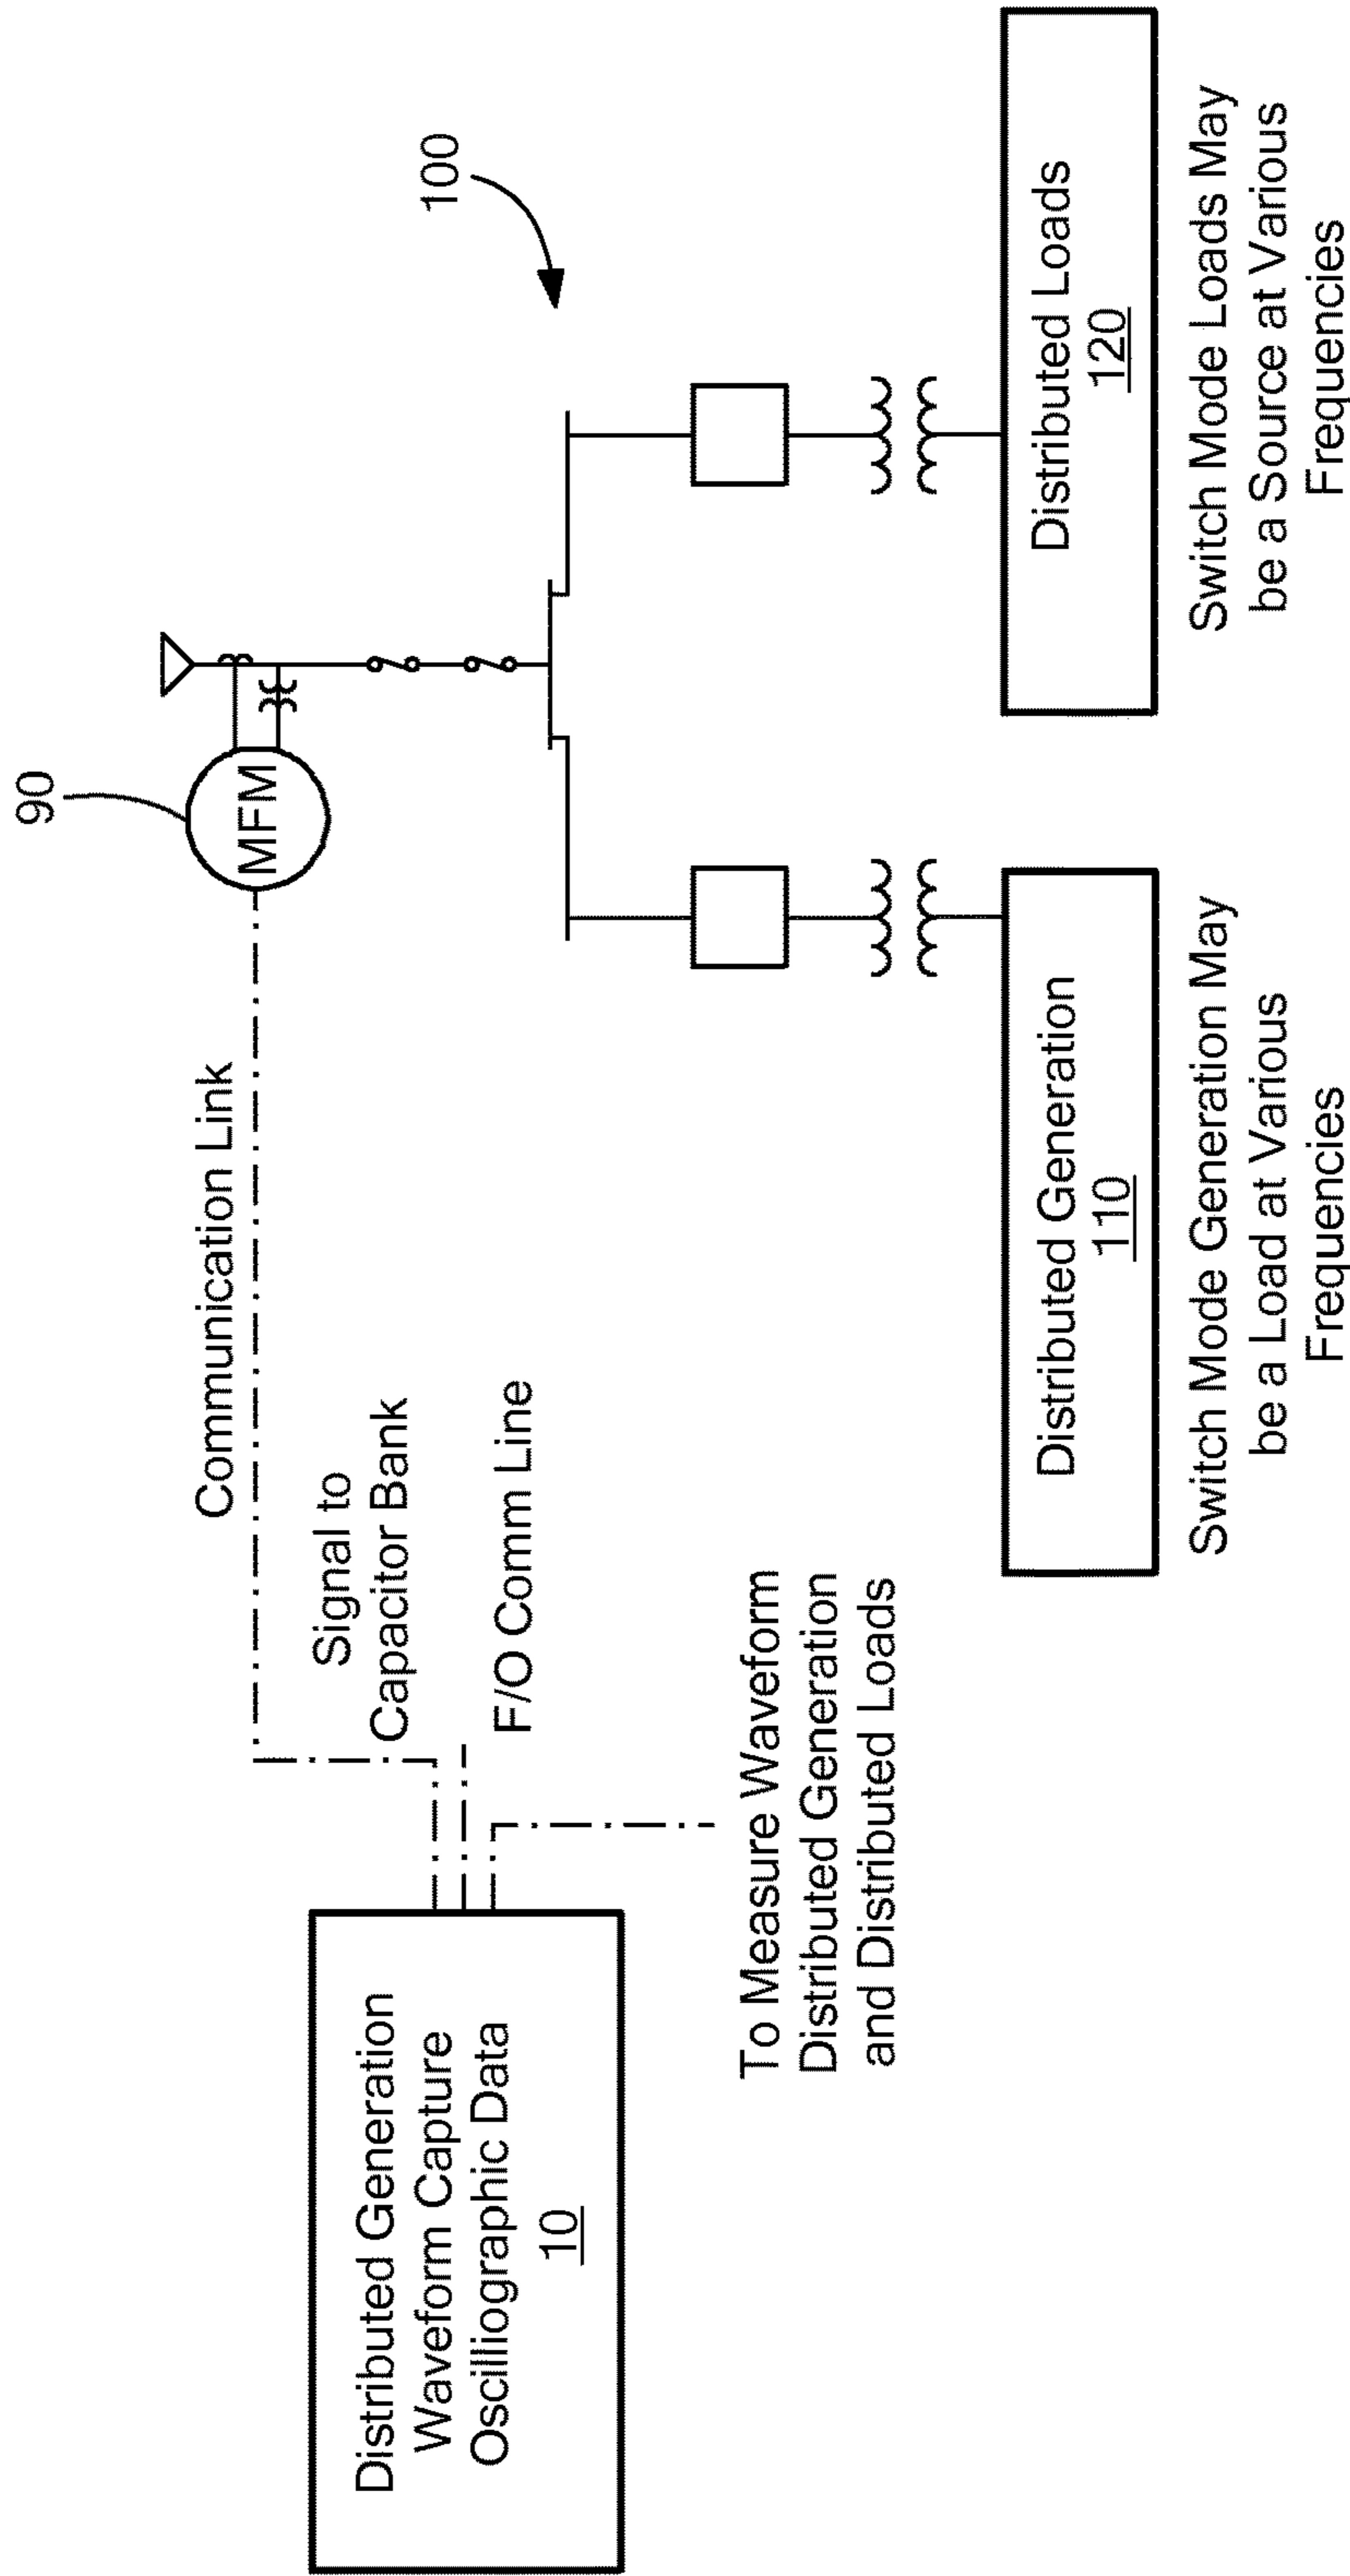 90
MFM
Communication Link
100
Signal to
Capacitor Bank
F/O Comm Line
Distributed Generation
Waveform Capture
Oscilliographic Data
10
To Measure Waveform
Distributed Generation
and Distributed Loads
Distributed Generation
110
Switch Mode Generation May
be a Load at Various
Frequencies
Distributed Loads
120
Switch Mode Loads May
be a Source at Various
Frequencies